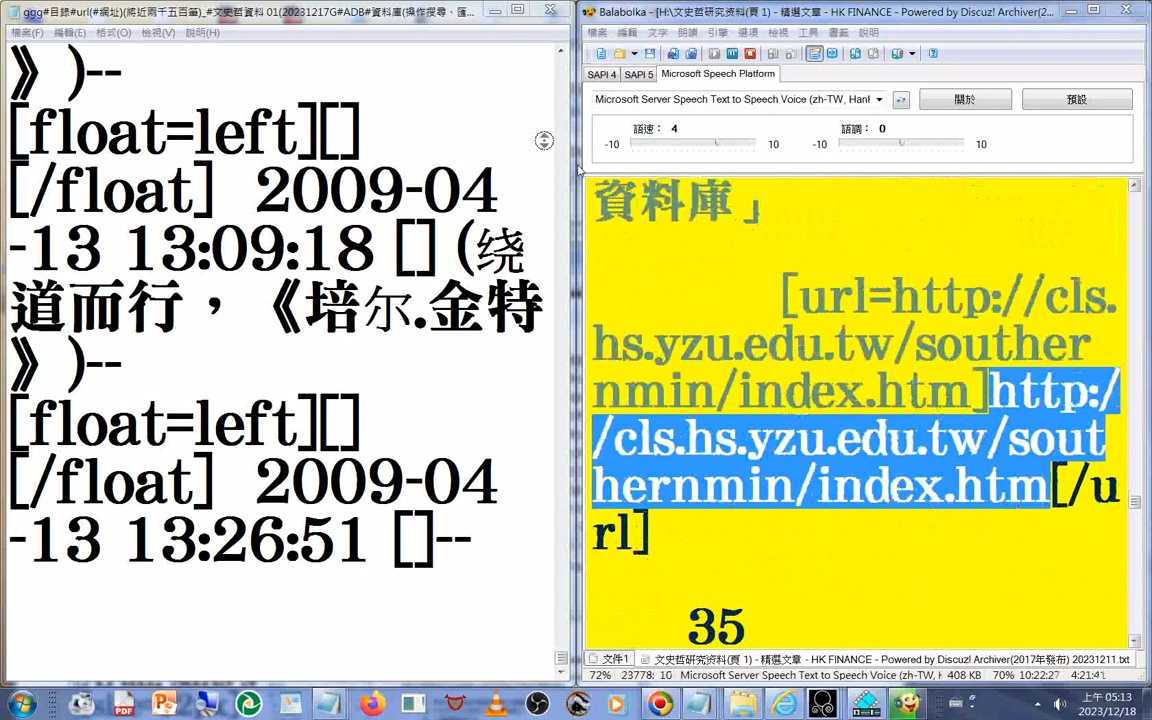 ggg#目錄#url(#網址)(將近兩千五百筆)_#文史哲資料 01(20231217G#ADB#資料庫(操作搜尋、匯...
檔案(F) 編輯(E) 格式(O) 檢視(V) 說明(H)
》)--
[float=left][]
[/float] 2009-04
-13 13:09:18 [] (绕
道而行，《培尔.金特
》)--
[float=left][]
[/float] 2009-04
-13 13:26:51 []--
Balabolka - [H:\文史哲研究资料(頁 1) - 精選文章 - HK FINANCE - Powered by Discuz! Archiver(2...
檔案 編輯 文字 朗讀 引擎 選項 檢視 工具 書籤 說明
SAPI 4 SAPI 5 Microsoft Speech Platform
Microsoft Server Speech Text to Speech Voice (zh-TW, Hanl
關於 預設
語速： 4 語調： 0
-10 10 -10 10
資料庫」
[url=http://cls.
hs.yzu.edu.tw/souther
nmin/index.htm]http:/
/cls.hs.yzu.edu.tw/sout
hernmin/index.htm[/u
rl]
35
文件1 文史哲研究资料(頁 1) - 精選文章 - HK FINANCE - Powered by Discuz! Archiver(2017年發布) 20231211.txt
72% 23778: 10 Microsoft Server Speech Text to Speech Voice (z 408 KB 70% 10:22:27 4:21:41
上午 05:13
2023/12/18